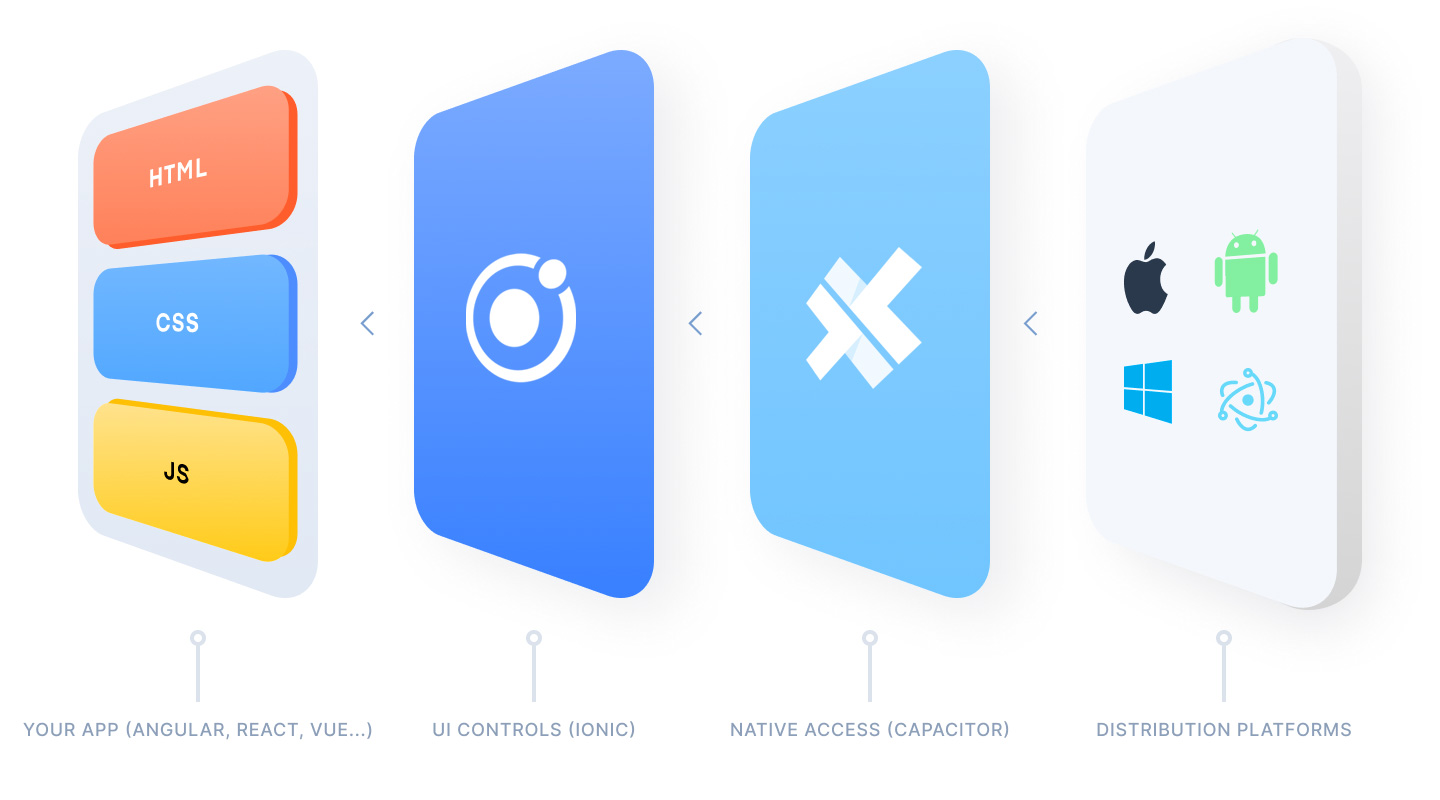 HTML
CSS
JS
YOUR APP (ANGULAR, REACT, VUE...)
UI CONTROLS (IONIC)
NATIVE ACCESS (CAPACITOR)
DISTRIBUTION PLATFORMS